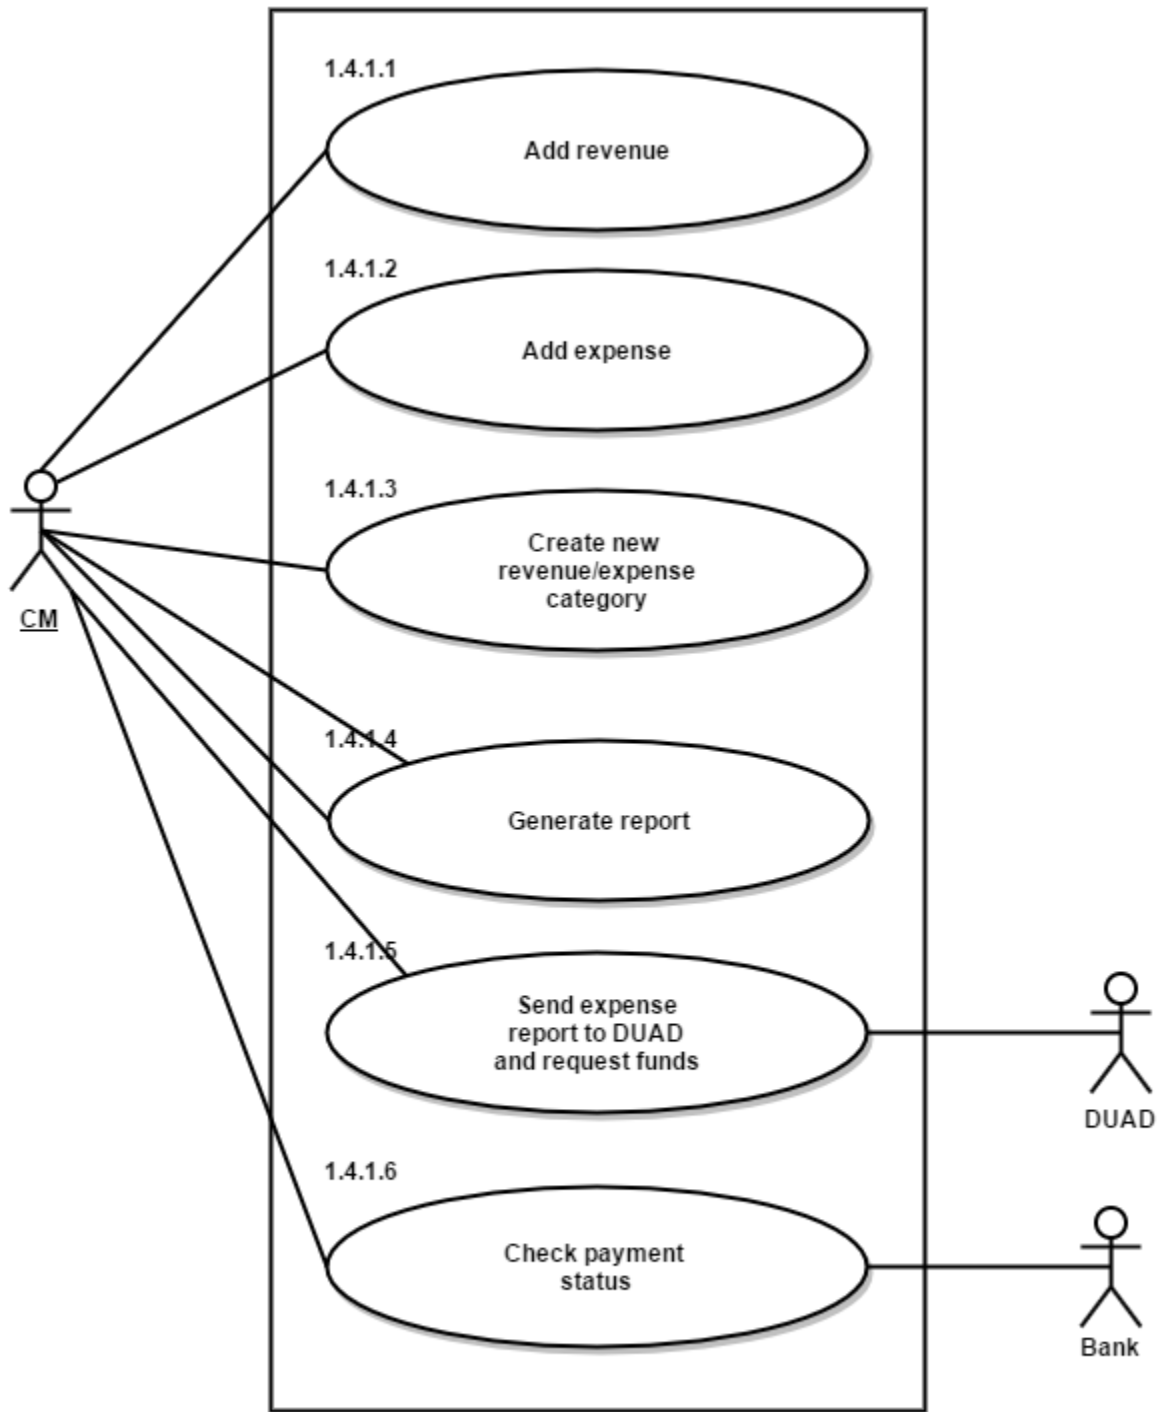 1.4.1.1
Add revenue
1.4.1.2
Add expense
1.4.1.3
Create new
revenue/expense
category
CM
1.4.1.4
Generate report
1.4.1.5
Send expense
report to DUAD
and request funds
DUAD
1.4.1.6
Check payment
status
Bank